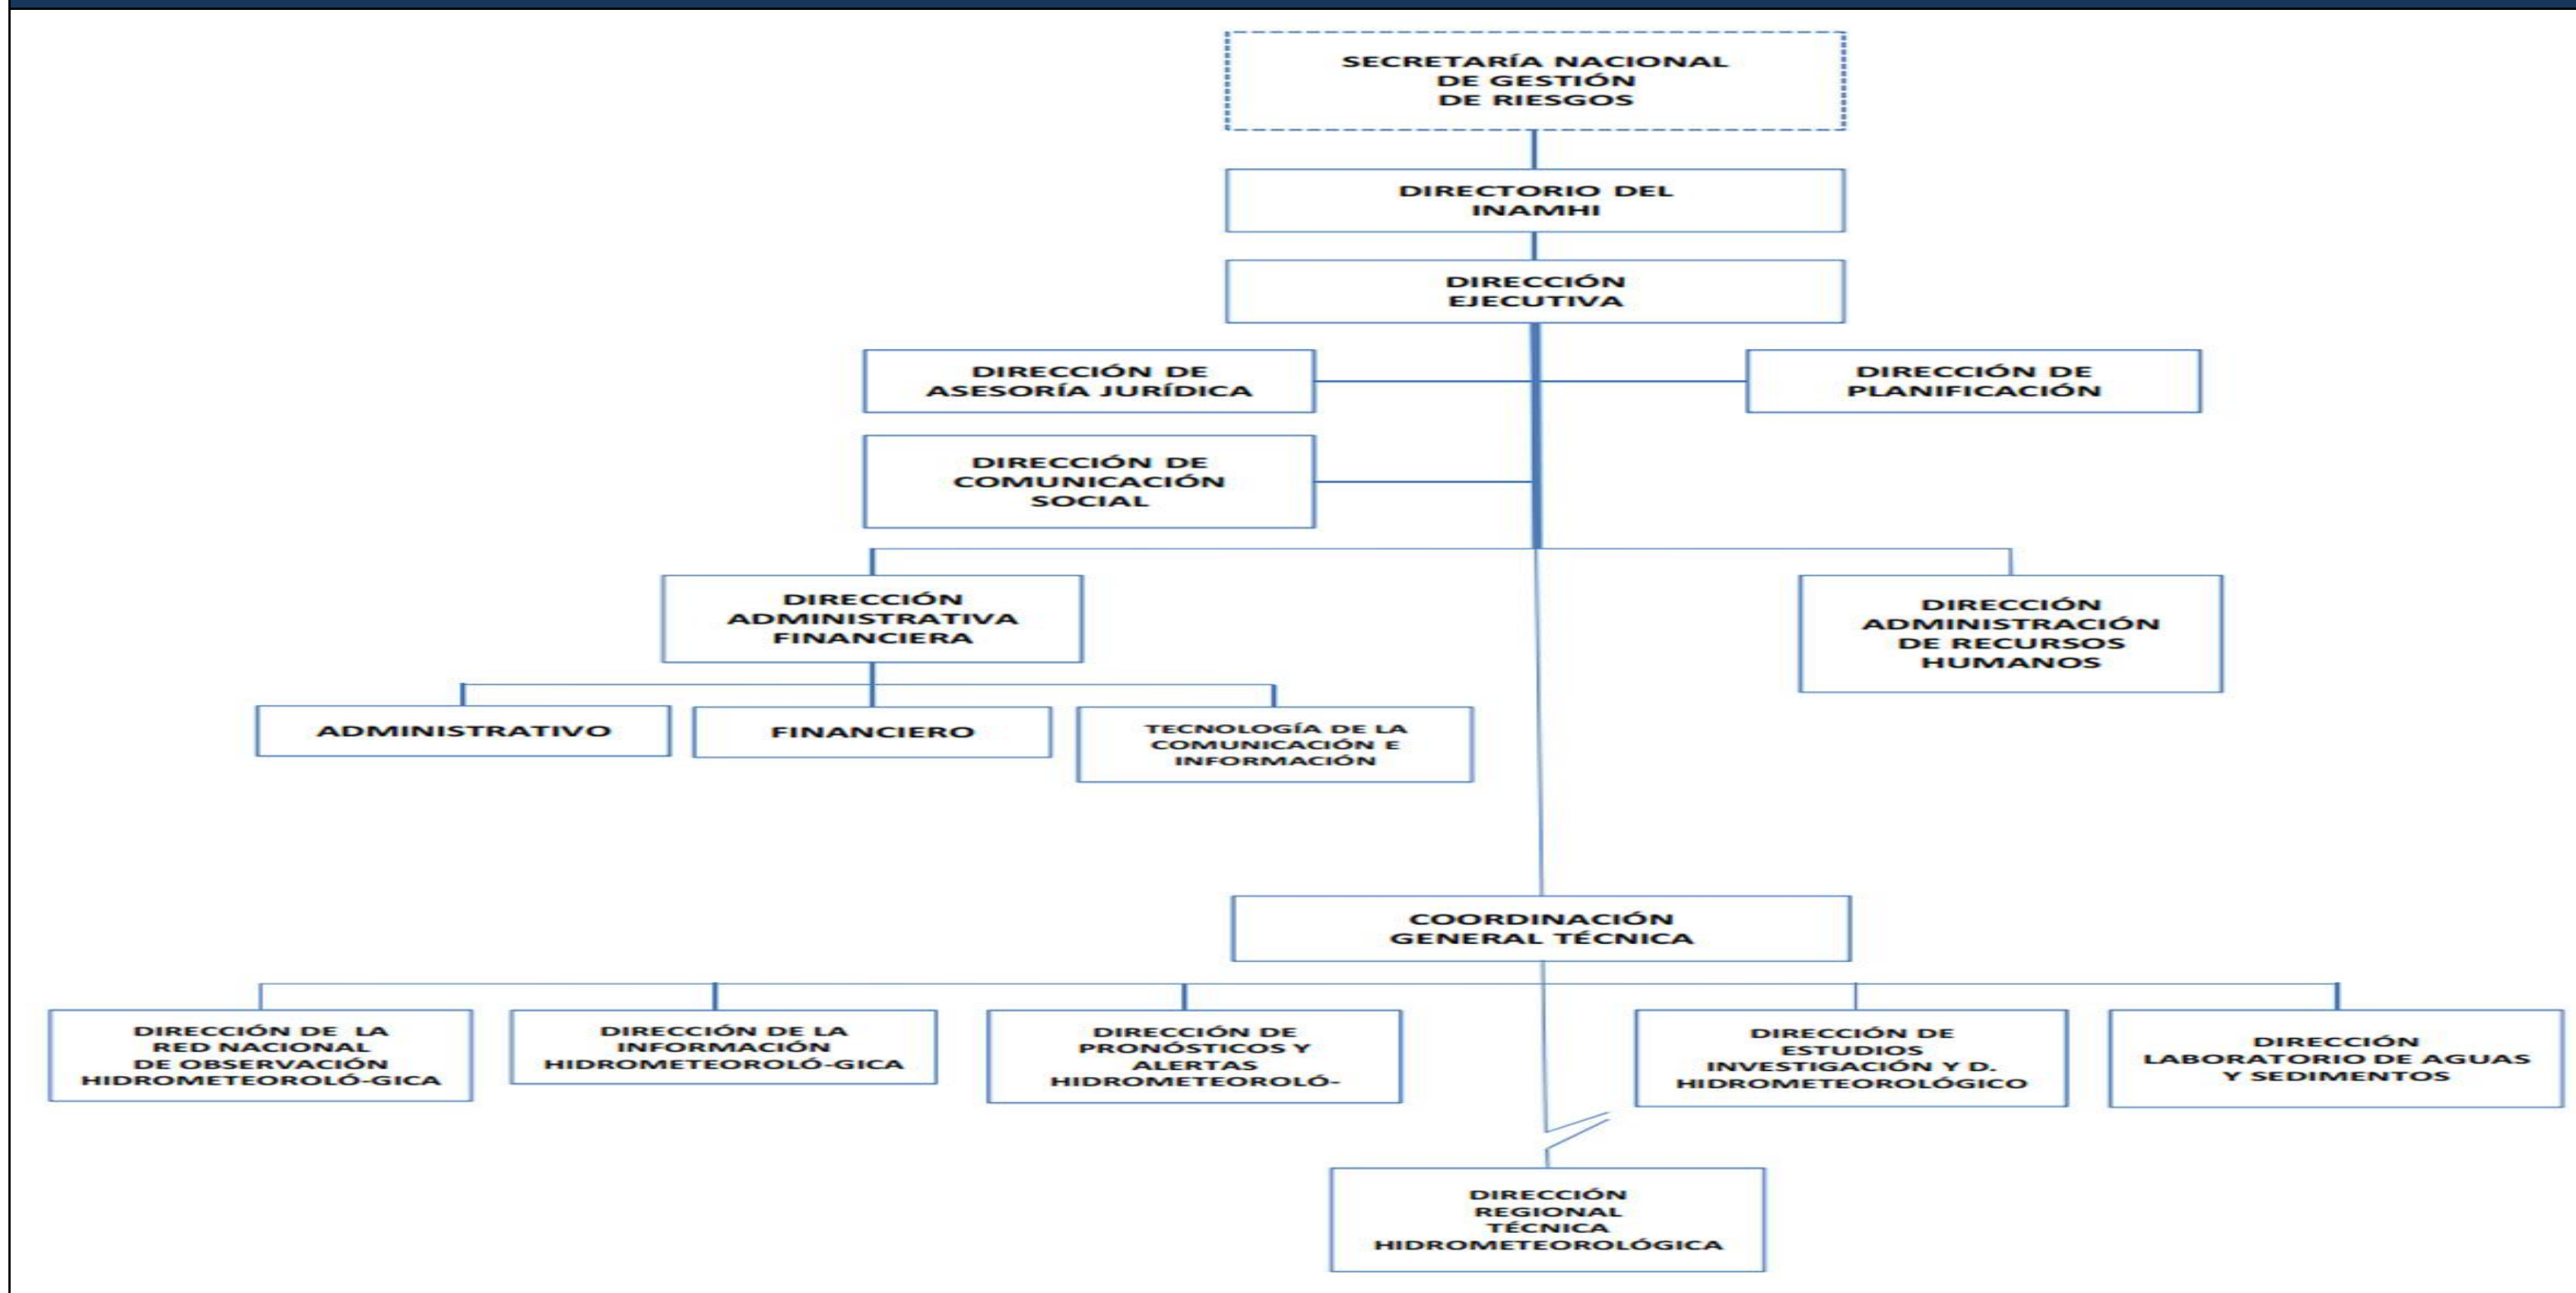 SECRETARÍA NACIONAL
DE GESTIÓN
DE RIESGOS
DIRECTORIO DEL
INAMHI
DIRECCIÓN
EJECUTIVA
DIRECCIÓN DE
ASESORÍA JURÍDICA
DIRECCIÓN DE
PLANIFICACIÓN
DIRECCIÓN DE
COMUNICACIÓN
SOCIAL
DIRECCIÓN
ADMINISTRATIVA
FINANCIERA
DIRECCIÓN
ADMINISTRACIÓN
DE RECURSOS
HUMANOS
ADMINISTRATIVO
FINANCIERO
TECNOLOGÍA DE LA
COMUNICACIÓN E
INFORMACIÓN
COORDINACIÓN
GENERAL TÉCNICA
DIRECCIÓN DE LA
RED NACIONAL
DE OBSERVACIÓN
HIDROMETEOROLÓ-GICA
DIRECCIÓN DE LA
INFORMACIÓN
HIDROMETEOROLÓ-GICA
DIRECCIÓN DE
PRONÓSTICOS Y
ALERTAS
HIDROMETEOROLÓ-
DIRECCIÓN DE
ESTUDIOS
INVESTIGACIÓN Y D.
HIDROMETEOROLÓGICO
DIRECCIÓN
LABORATORIO DE AGUAS
Y SEDIMENTOS
DIRECCIÓN
REGIONAL
TÉCNICA
HIDROMETEOROLÓGICA